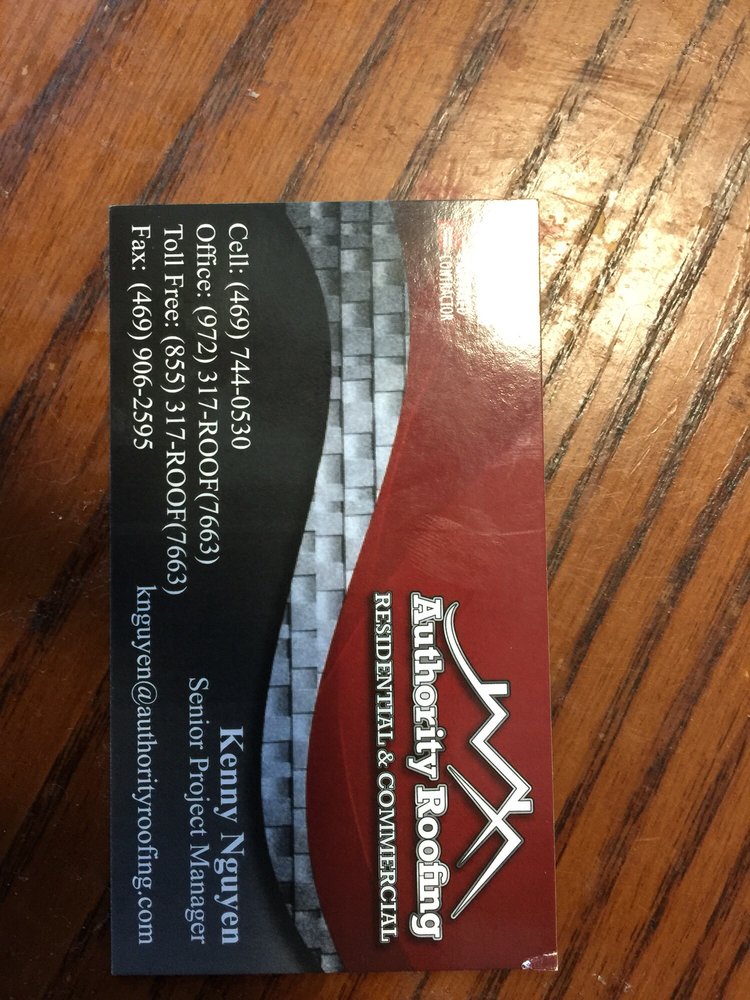 CONTRACTOR
Authority Roofing
RESIDENTIAL & COMMERCIAL
Cell: (469) 744-0530
Office: (972) 317-ROOF(7663)
Toll Free: (855) 317-ROOF(7663)
Fax: (469) 906-2595
Kenny Nguyen
Senior Project Manager
knguyen@authorityroofing.com